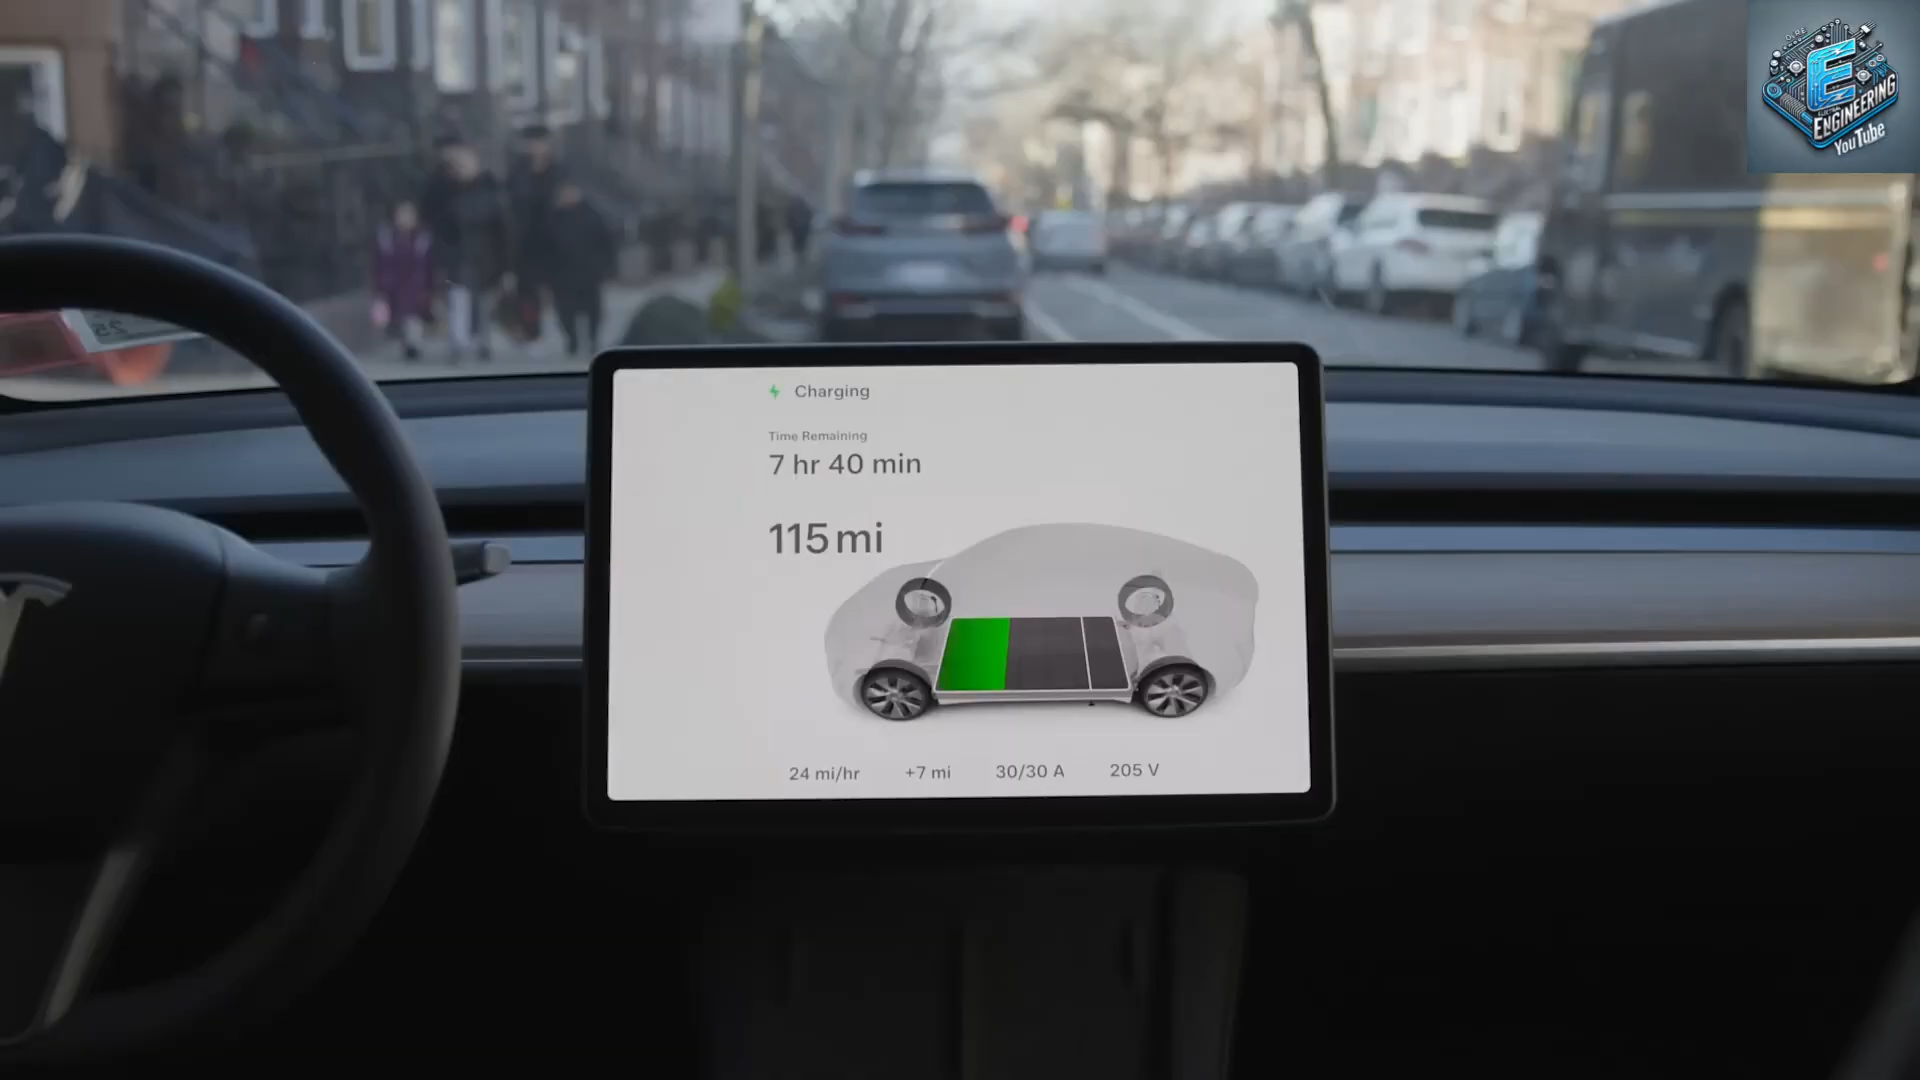 E
ENGINEERING
YouTube
Charging
Time Remaining
7 hr 40 min
115 mi
24 mi/hr
+7 mi
30/30 A
205 V